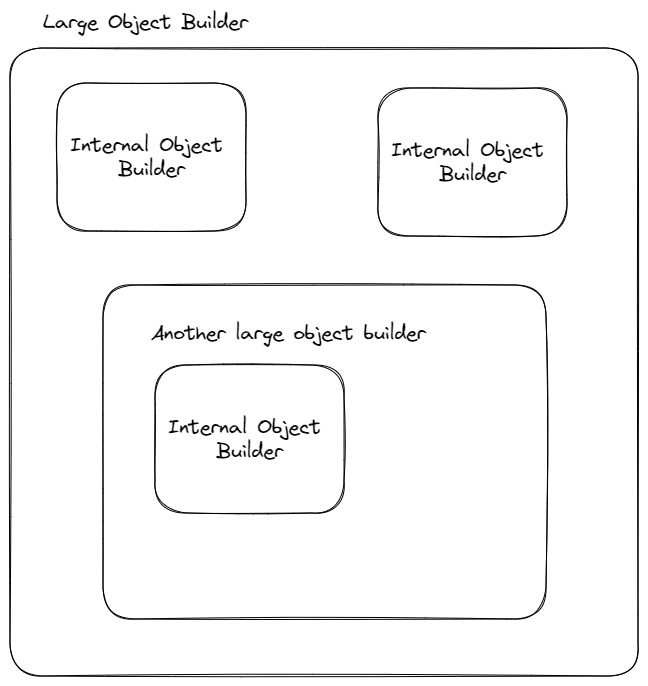 Large Object Builder
Internal Object
Builder
Internal Object
Builder
Another large object builder
Internal Object
Builder